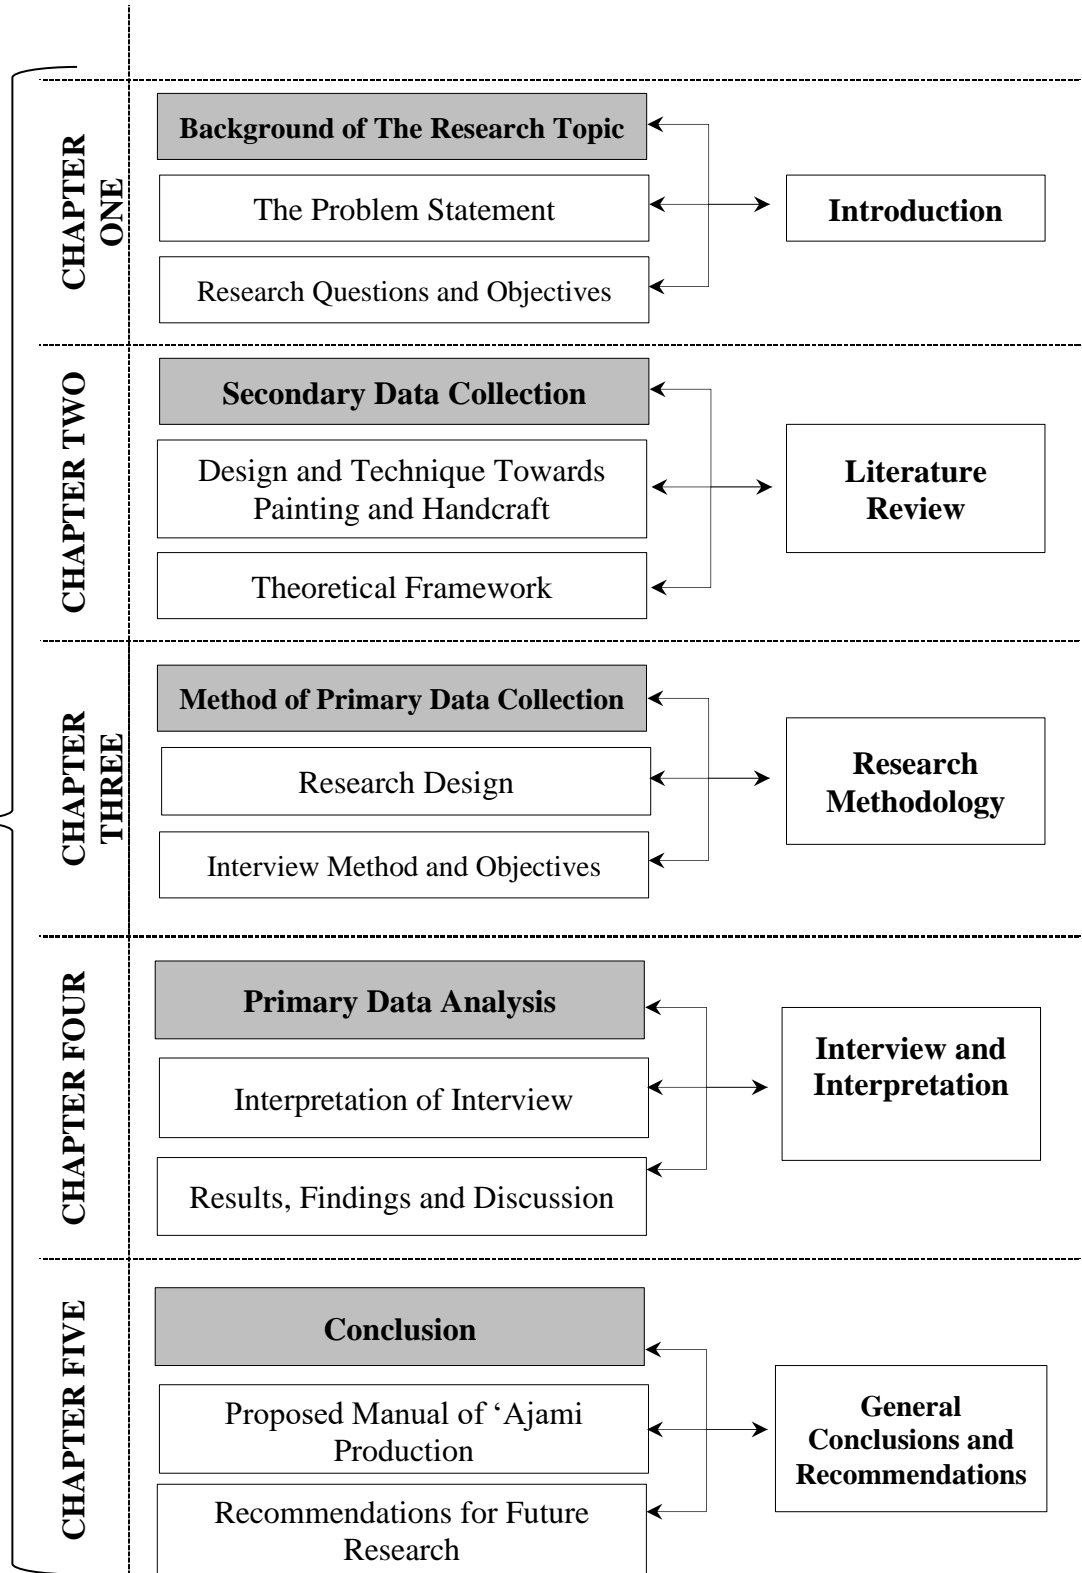 CHAPTER
ONE
Background of The Research Topic
The Problem Statement
Research Questions and Objectives
Introduction
CHAPTER TWO
Secondary Data Collection
Design and Technique Towards
Painting and Handcraft
Theoretical Framework
Literature
Review
CHAPTER
THREE
Method of Primary Data Collection
Research Design
Interview Method and Objectives
Research
Methodology
CHAPTER FOUR
Primary Data Analysis
Interpretation of Interview
Results, Findings and Discussion
Interview and
Interpretation
CHAPTER FIVE
Conclusion
Proposed Manual of ‘Ajami
Production
Recommendations for Future
Research
General
Conclusions and
Recommendations